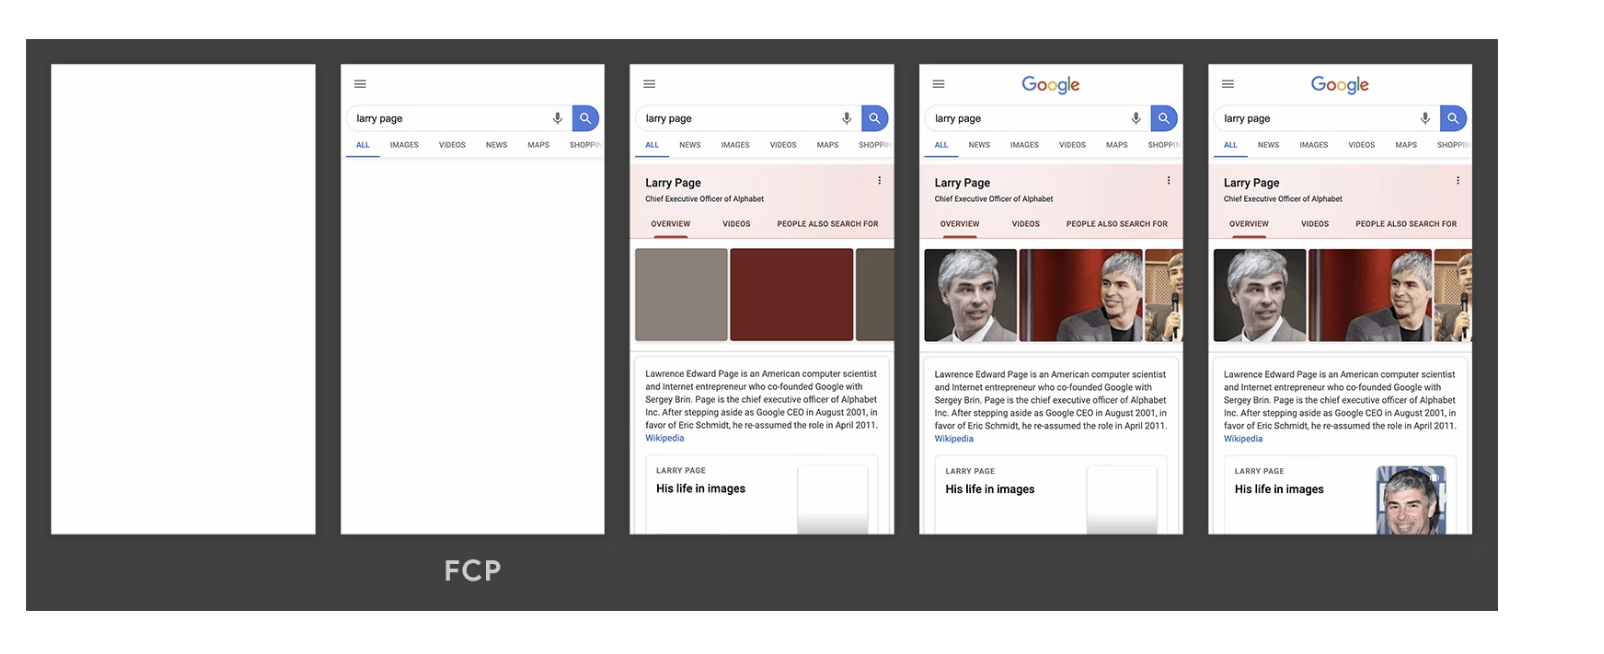 larry page
ALL IMAGES VIDEOS NEWS MAPS SHOPPIN
larry page
ALL NEWS IMAGES VIDEOS MAPS SHOPPIN
Larry Page
Chief Executive Officer of Alphabet
OVERVIEW VIDEOS PEOPLE ALSO SEARCH FOR
Lawrence Edward Page is an American computer scientist
and Internet entrepreneur who co-founded Google with
Sergey Brin. Page is the chief executive officer of Alphabet
Inc. After stepping aside as Google CEO in August 2001, in
favor of Eric Schmidt, he re-assumed the role in April 2011.
Wikipedia
LARRY PAGE
His life in images
Google
larry page
ALL NEWS IMAGES VIDEOS MAPS SHOPPIN
Larry Page
Chief Executive Officer of Alphabet
OVERVIEW VIDEOS PEOPLE ALSO SEARCH FOR
Lawrence Edward Page is an American computer scientist
and Internet entrepreneur who co-founded Google with
Sergey Brin. Page is the chief executive officer of Alphabet
Inc. After stepping aside as Google CEO in August 2001, in
favor of Eric Schmidt, he re-assumed the role in April 2011.
Wikipedia
LARRY PAGE
His life in images
Google
larry page
ALL NEWS IMAGES VIDEOS MAPS SHOPPIN
Larry Page
Chief Executive Officer of Alphabet
OVERVIEW VIDEOS PEOPLE ALSO SEARCH FOR
Lawrence Edward Page is an American computer scientist
and Internet entrepreneur who co-founded Google with
Sergey Brin. Page is the chief executive officer of Alphabet
Inc. After stepping aside as Google CEO in August 2001, in
favor of Eric Schmidt, he re-assumed the role in April 2011.
Wikipedia
LARRY PAGE
His life in images
FCP